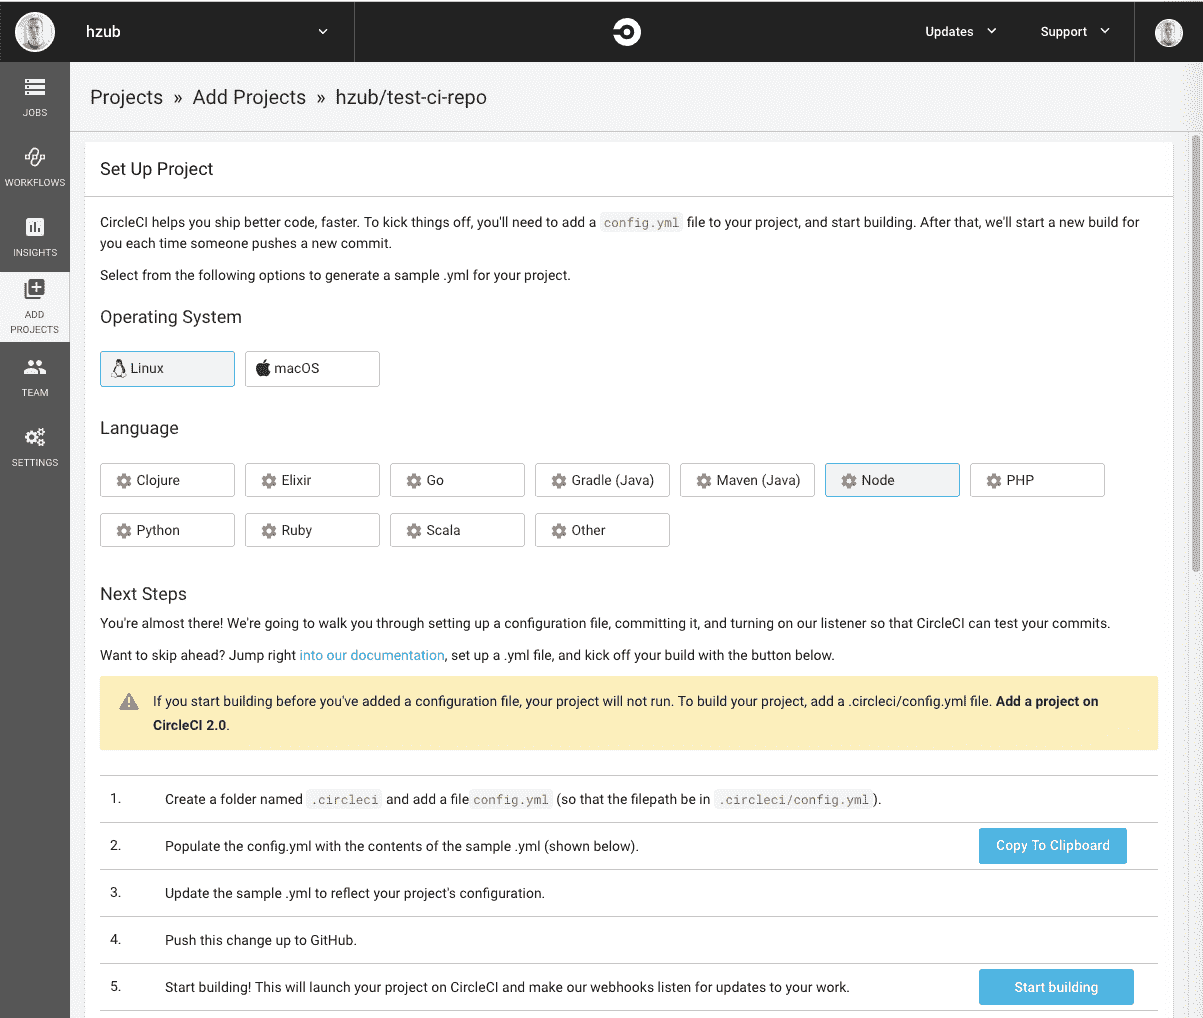 hzub
Updates
Support
JOBS
WORKFLOWS
INSIGHTS
ADD
PROJECTS
TEAM
SETTINGS
Projects » Add Projects » hzub/test-ci-repo
Set Up Project
CircleCI helps you ship better code, faster. To kick things off, you'll need to add a config.yml file to your project, and start building. After that, we'll start a new build for
you each time someone pushes a new commit.
Select from the following options to generate a sample .yml for your project.
Operating System
Linux macOS
Language
Clojure Elixir Go Gradle (Java) Maven (Java) Node PHP
Python Ruby Scala Other
Next Steps
You're almost there! We're going to walk you through setting up a configuration file, committing it, and turning on our listener so that CircleCI can test your commits.
Want to skip ahead? Jump right into our documentation, set up a .yml file, and kick off your build with the button below.
If you start building before you've added a configuration file, your project will not run. To build your project, add a .circleci/config.yml file. Add a project on
CircleCI 2.0.
1. Create a folder named .circleci and add a file config.yml (so that the filepath be in .circleci/config.yml ).
2. Populate the config.yml with the contents of the sample .yml (shown below). Copy To Clipboard
3. Update the sample .yml to reflect your project's configuration.
4. Push this change up to GitHub.
5. Start building! This will launch your project on CircleCI and make our webhooks listen for updates to your work. Start building